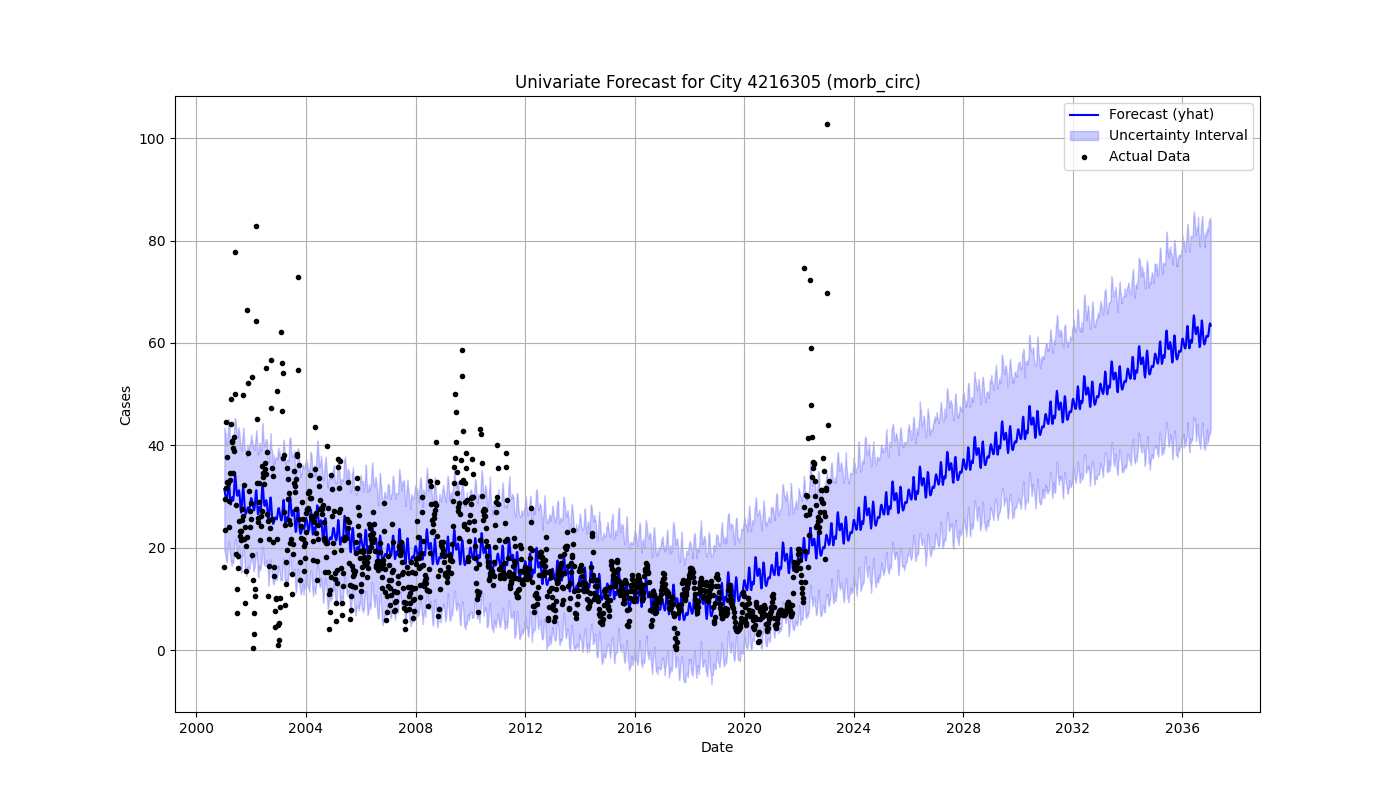 Univariate Forecast for City 4216305 (morb_circ)
Forecast (yhat)
Uncertainty Interval
Actual Data
Cases
100
80
60
40
20
0
2000 2004 2008 2012 2016 2020 2024 2028 2032 2036
Date